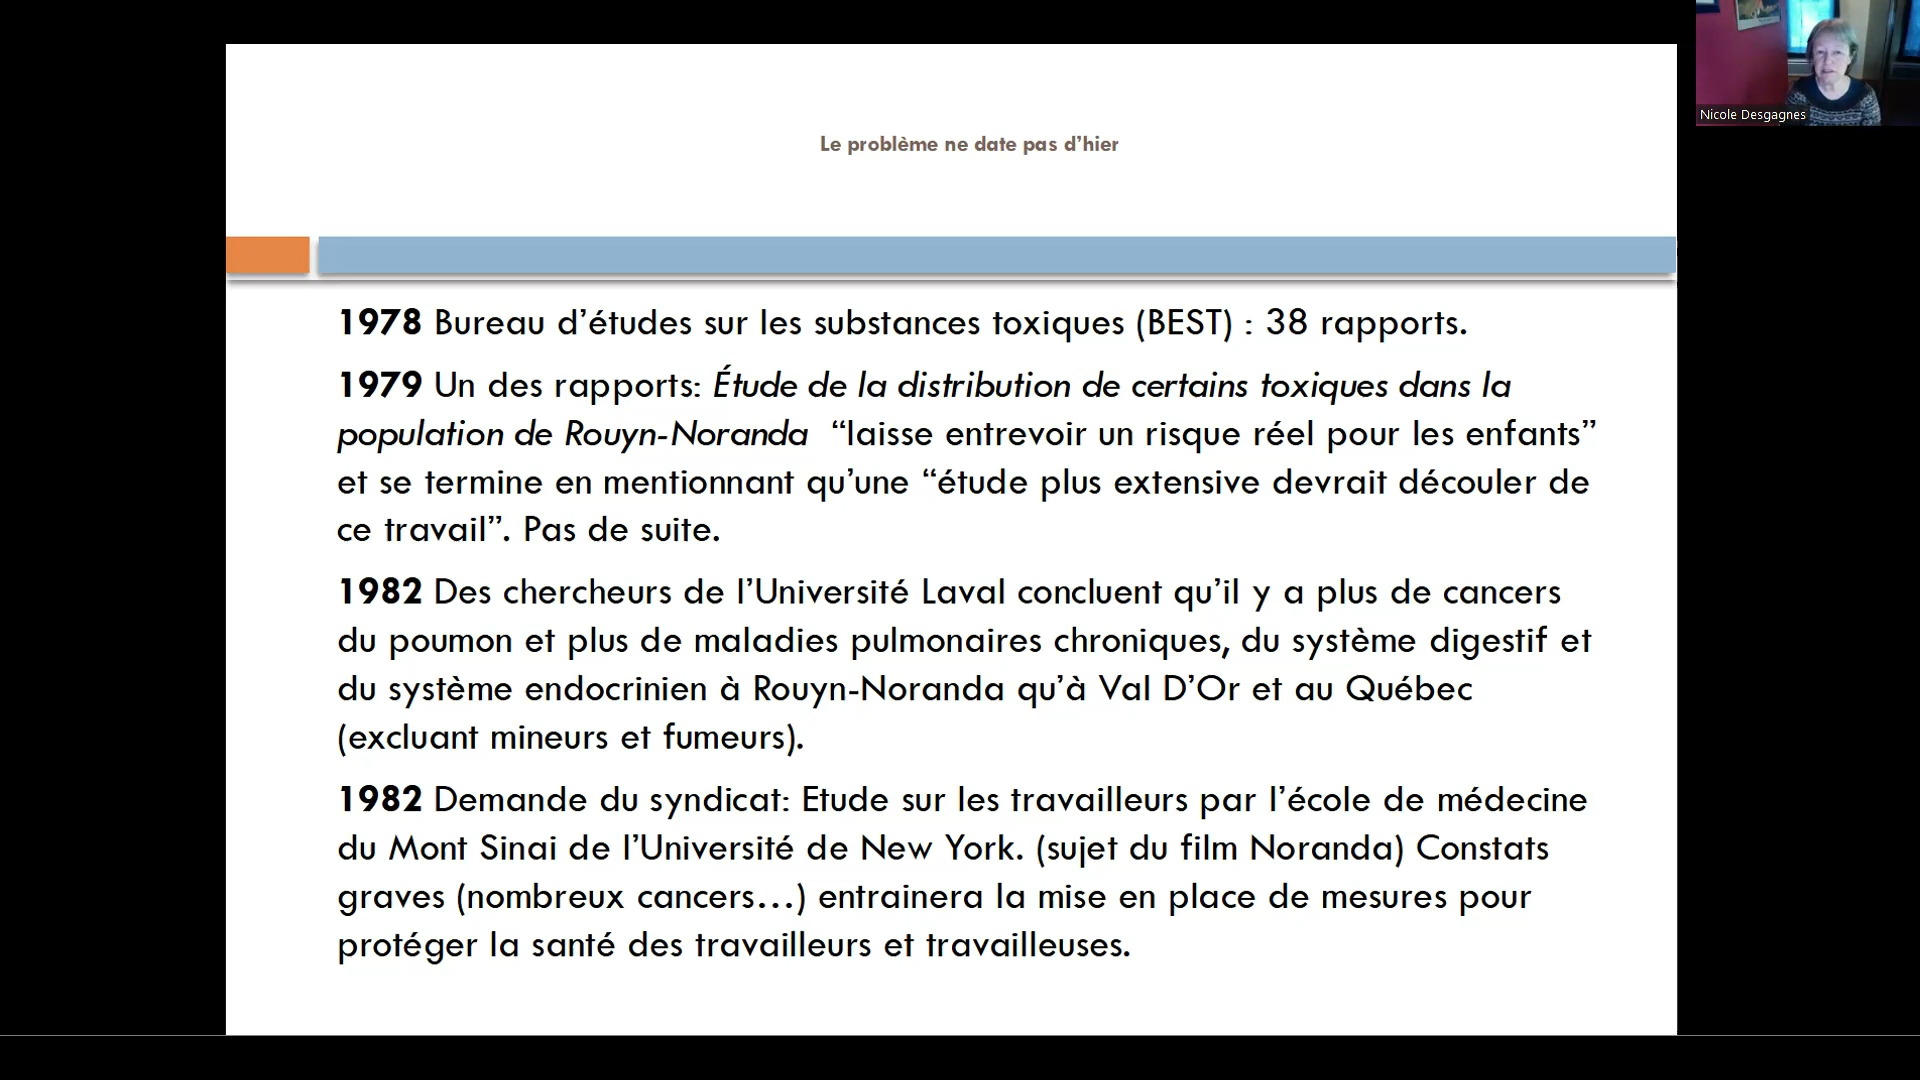 Nicole Desgagnes
Le problème ne date pas d’hier
1978 Bureau d’études sur les substances toxiques (BEST) : 38 rapports.
1979 Un des rapports: Étude de la distribution de certains toxiques dans la
population de Rouyn-Noranda “laisse entrevoir un risque réel pour les enfants”
et se termine en mentionnant qu’une “étude plus extensive devrait découler de
ce travail”. Pas de suite.
1982 Des chercheurs de l’Université Laval concluent qu’il y a plus de cancers
du poumon et plus de maladies pulmonaires chroniques, du système digestif et
du système endocrinien à Rouyn-Noranda qu’à Val D’Or et au Québec
(excluant mineurs et fumeurs).
1982 Demande du syndicat: Etude sur les travailleurs par l’école de médecine
du Mont Sinai de l’Université de New York. (sujet du film Noranda) Constats
graves (nombreux cancers…) entrainera la mise en place de mesures pour
protéger la santé des travailleurs et travailleuses.